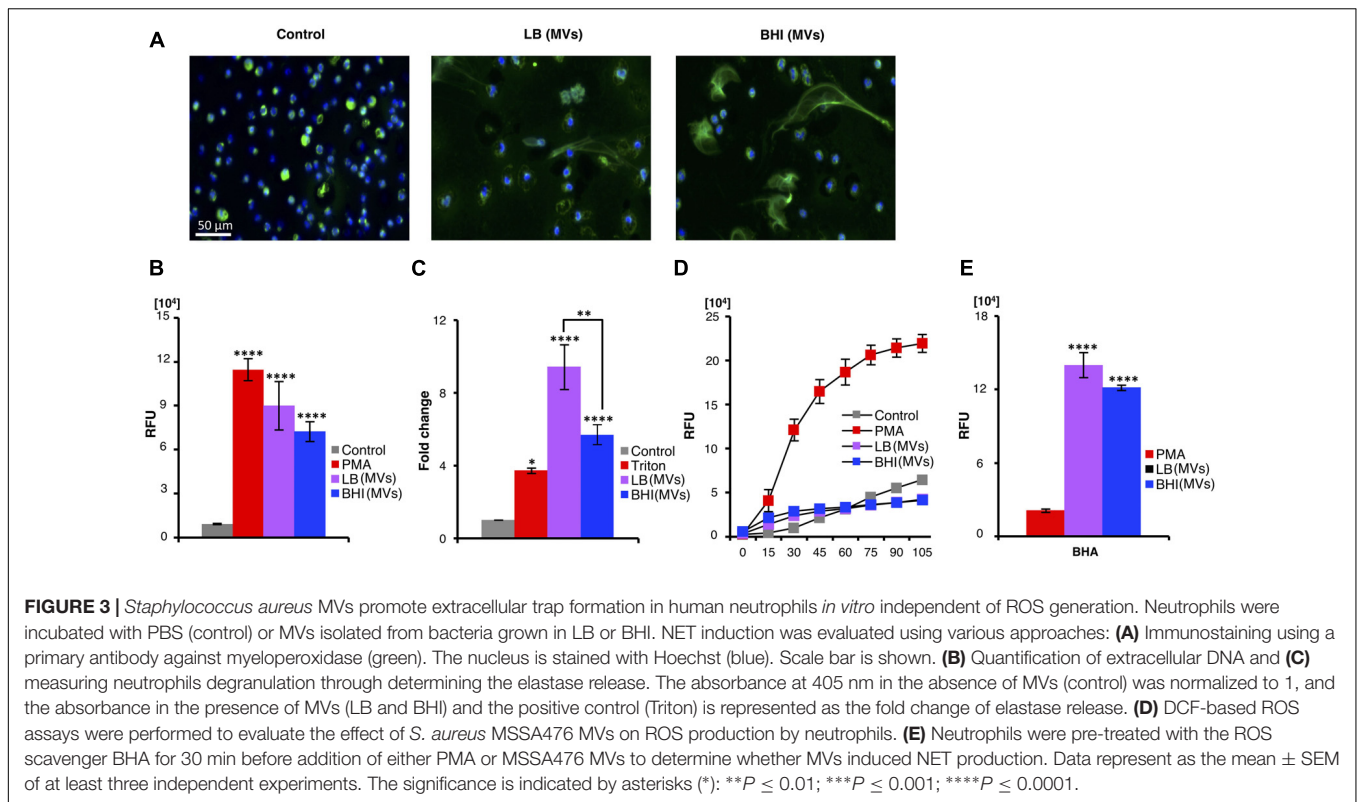 A
Control
LB (MVs)
BHI (MVs)
50 µm
B
[10⁴]
15
12
9
6
3
0
RFU
****
****
****
Control
PMA
LB(MVs)
BHI(MVs)
C
12
8
4
0
Fold change
*
****
**
****
Control
Triton
LB(MVs)
BHI(MVs)
D
[10⁴]
25
20
15
10
5
0
RFU
Control
PMA
LB(MVs)
BHI(MVs)
0 15 30 45 60 75 90 105
E
[10⁴]
18
12
6
0
RFU
****
****
PMA
LB(MVs)
BHI(MVs)
BHA
FIGURE 3 | Staphylococcus aureus MVs promote extracellular trap formation in human neutrophils in vitro independent of ROS generation. Neutrophils were
incubated with PBS (control) or MVs isolated from bacteria grown in LB or BHI. NET induction was evaluated using various approaches: (A) Immunostaining using a
primary antibody against myeloperoxidase (green). The nucleus is stained with Hoechst (blue). Scale bar is shown. (B) Quantification of extracellular DNA and (C)
measuring neutrophils degranulation through determining the elastase release. The absorbance at 405 nm in the absence of MVs (control) was normalized to 1, and
the absorbance in the presence of MVs (LB and BHI) and the positive control (Triton) is represented as the fold change of elastase release. (D) DCF-based ROS
assays were performed to evaluate the effect of S. aureus MSSA476 MVs on ROS production by neutrophils. (E) Neutrophils were pre-treated with the ROS
scavenger BHA for 30 min before addition of either PMA or MSSA476 MVs to determine whether MVs induced NET production. Data represent as the mean ± SEM
of at least three independent experiments. The significance is indicated by asterisks (*): **P ≤ 0.01; ***P ≤ 0.001; ****P ≤ 0.0001.